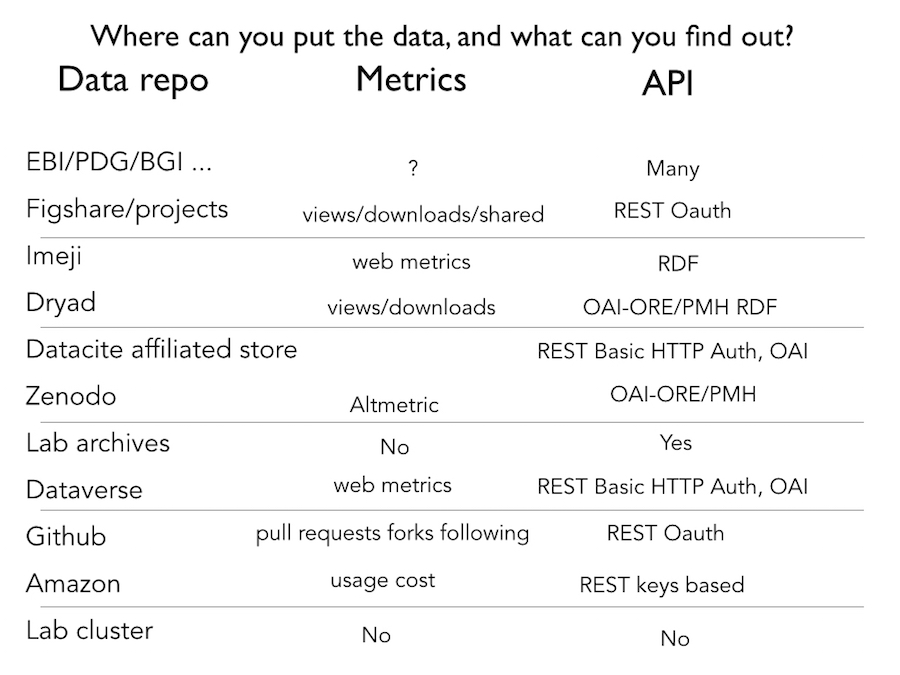 Where can you put the data, and what can you find out?
Data repo Metrics API
EBI/PDG/BGI ... ? Many
Figshare/projects views/downloads/shared REST Oauth
Imeji web metrics RDF
Dryad views/downloads OAI-ORE/PMH RDF
Datacite affiliated store REST Basic HTTP Auth, OAI
Zenodo Altmetric OAI-ORE/PMH
Lab archives No Yes
Dataverse web metrics REST Basic HTTP Auth, OAI
Github pull requests forks following REST Oauth
Amazon usage cost REST keys based
Lab cluster No No